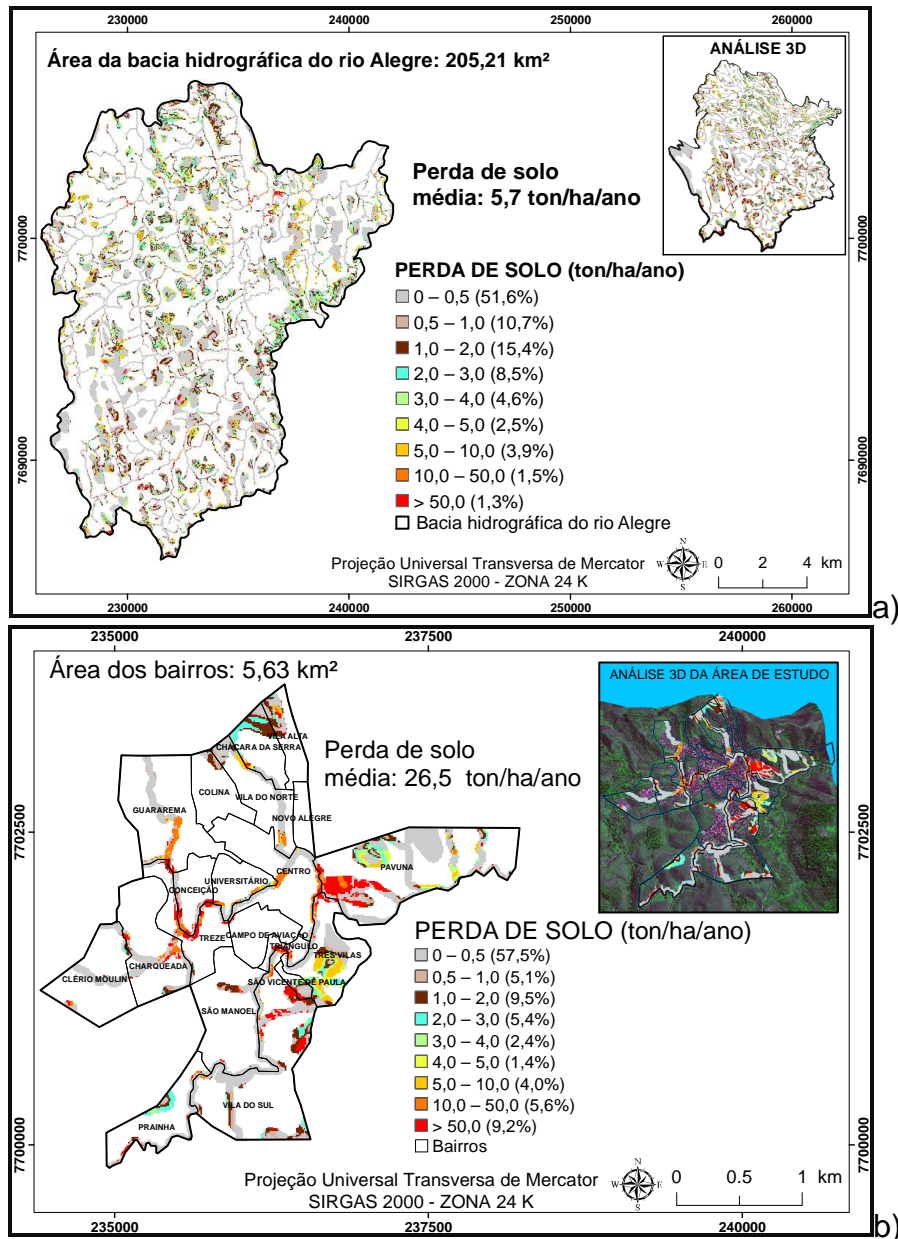 230000 240000 250000 260000
Área da bacia hidrográfica do rio Alegre: 205,21 km²
ANÁLISE 3D
Perda de solo
média: 5,7 ton/ha/ano
7700000
7700000
PERDA DE SOLO (ton/ha/ano)
0 – 0,5 (51,6%)
0,5 – 1,0 (10,7%)
1,0 – 2,0 (15,4%)
2,0 – 3,0 (8,5%)
3,0 – 4,0 (4,6%)
4,0 – 5,0 (2,5%)
5,0 – 10,0 (3,9%)
10,0 – 50,0 (1,5%)
> 50,0 (1,3%)
Bacia hidrográfica do rio Alegre
7690000
7690000
Projeção Universal Transversa de Mercator
SIRGAS 2000 - ZONA 24 K
N
W E
S
0 2 4 km
230000 240000 250000 260000
a)
235000 237500 240000
Área dos bairros: 5,63 km²
ANÁLISE 3D DA ÁREA DE ESTUDO
Perda de solo
média: 26,5 ton/ha/ano
VILA ALTA
CHÁCARA DA SERRA
COLINA
VILA DO NORTE
GUARAREMA
NOVO ALEGRE
7702500
7702500
CENTRO
PAVUNA
UNIVERSITÁRIO
CONCEIÇÃO
TREZE
CAMPO DE AVIAÇÃO
TRIÂNGULO
TRÊS VILAS
CHARQUEADA
CLÉRIO MOULIN
SÃO VICENTE DE PAULA
SÃO MANOEL
VILA DO SUL
PRAINHA
PERDA DE SOLO (ton/ha/ano)
0 – 0,5 (57,5%)
0,5 – 1,0 (5,1%)
1,0 – 2,0 (9,5%)
2,0 – 3,0 (5,4%)
3,0 – 4,0 (2,4%)
4,0 – 5,0 (1,4%)
5,0 – 10,0 (4,0%)
10,0 – 50,0 (5,6%)
> 50,0 (9,2%)
Bairros
7700000
7700000
Projeção Universal Transversa de Mercator
SIRGAS 2000 - ZONA 24 K
N
W E
S
0 0.5 1 km
235000 237500 240000
b)